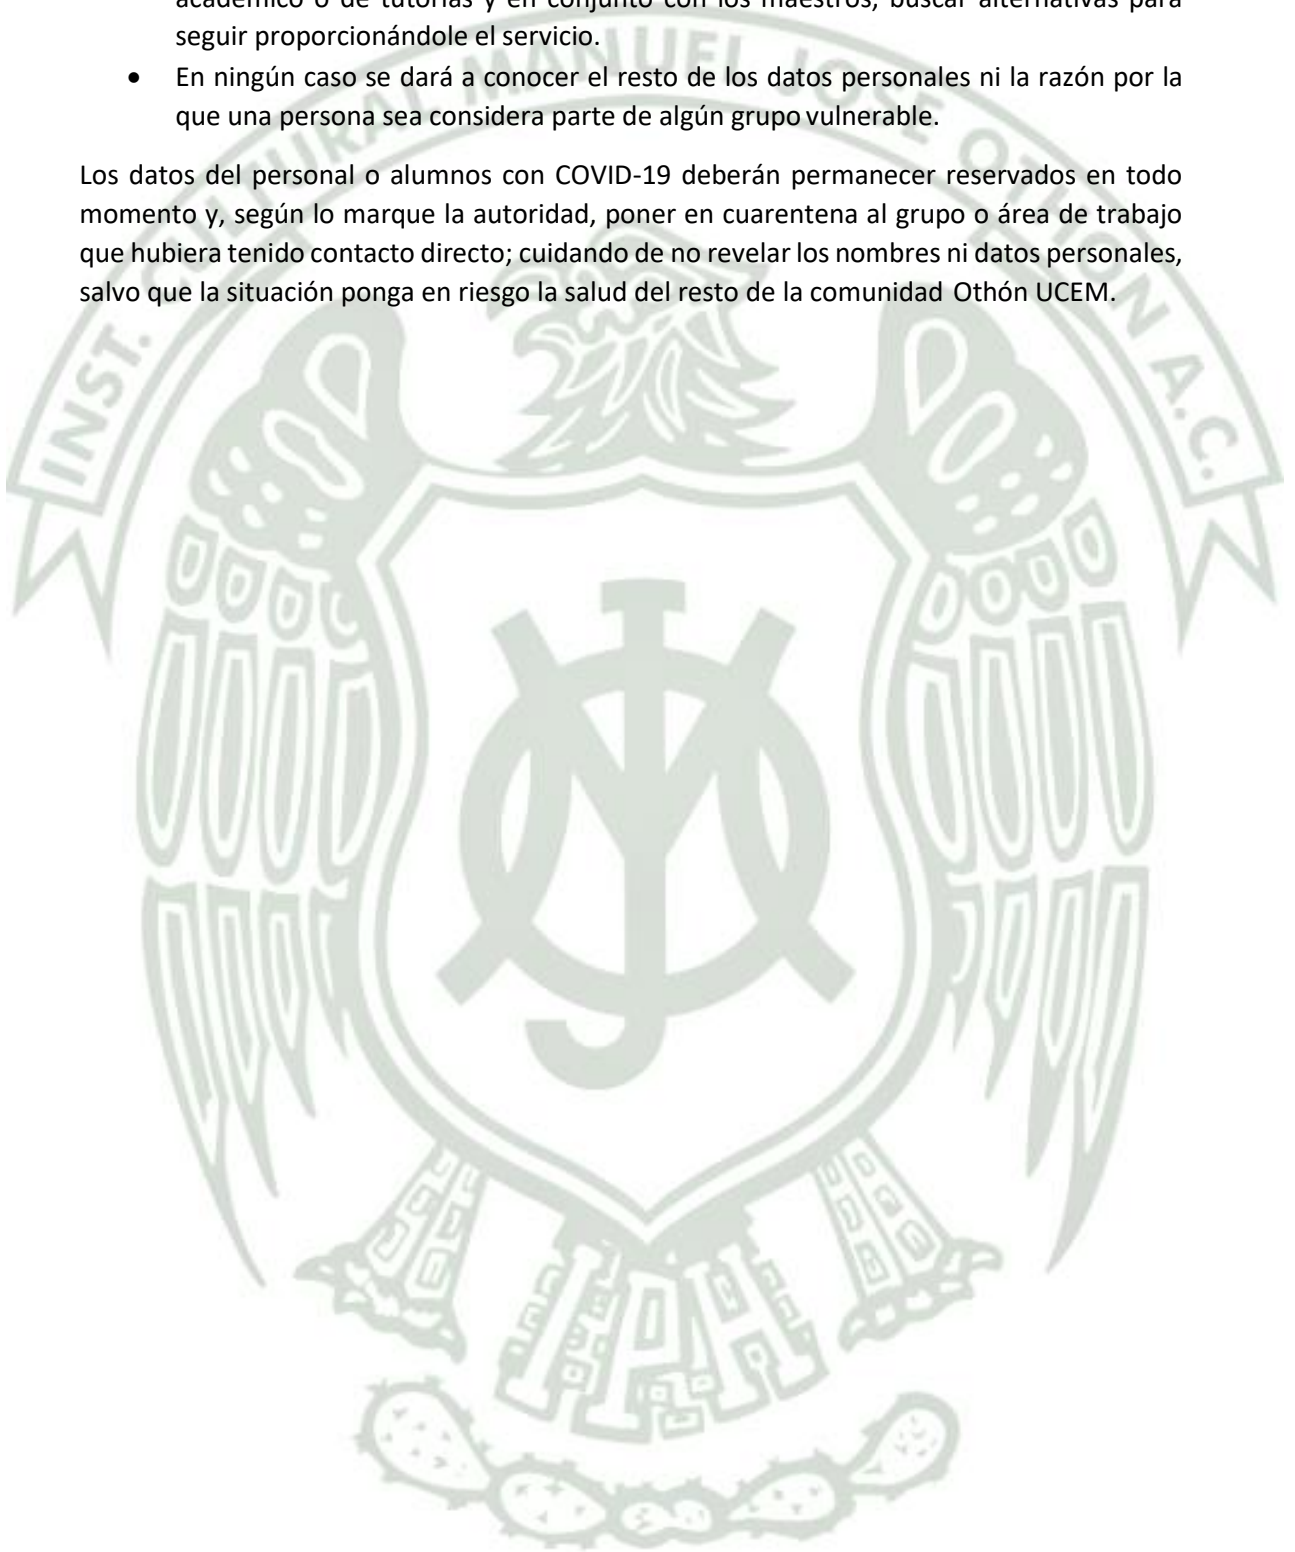 académico o de tutorías y en conjunto con los maestros, buscar alternativas para
seguir proporcionándole el servicio.
• En ningún caso se dará a conocer el resto de los datos personales ni la razón por la
que una persona sea considera parte de algún grupo vulnerable.
Los datos del personal o alumnos con COVID-19 deberán permanecer reservados en todo
momento y, según lo marque la autoridad, poner en cuarentena al grupo o área de trabajo
que hubiera tenido contacto directo; cuidando de no revelar los nombres ni datos personales,
salvo que la situación ponga en riesgo la salud del resto de la comunidad Othón UCEM.
INST. CULTURAL MANUEL JOSE OTHON A.C.